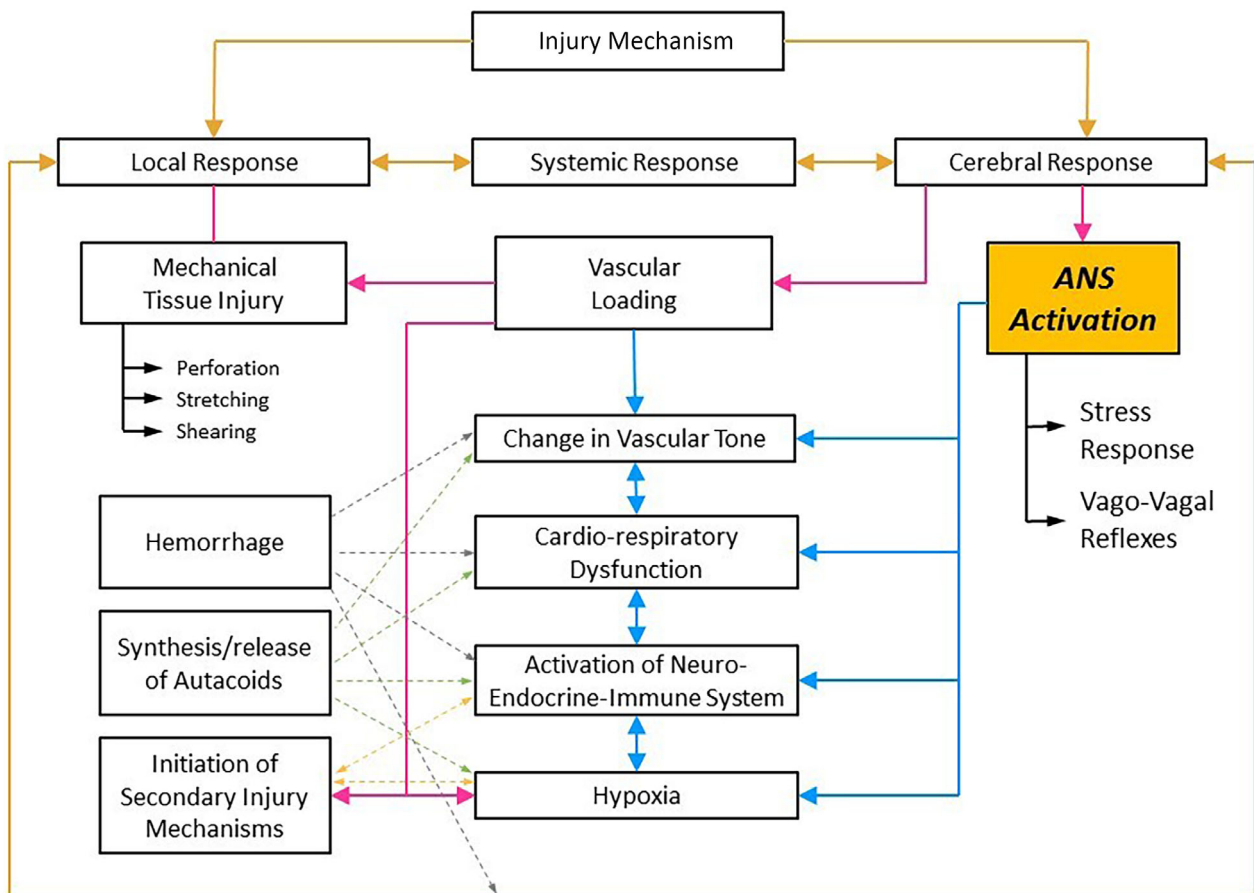 Injury Mechanism
Local Response
Systemic Response
Cerebral Response
Mechanical
Tissue Injury
Vascular
Loading
ANS
Activation
Perforation
Stretching
Shearing
Stress
Response
Vago-Vagal
Reflexes
Change in Vascular Tone
Hemorrhage
Cardio-respiratory
Dysfunction
Synthesis/release
of Autacoids
Activation of Neuro-
Endocrine-Immune System
Initiation of
Secondary Injury
Mechanisms
Hypoxia